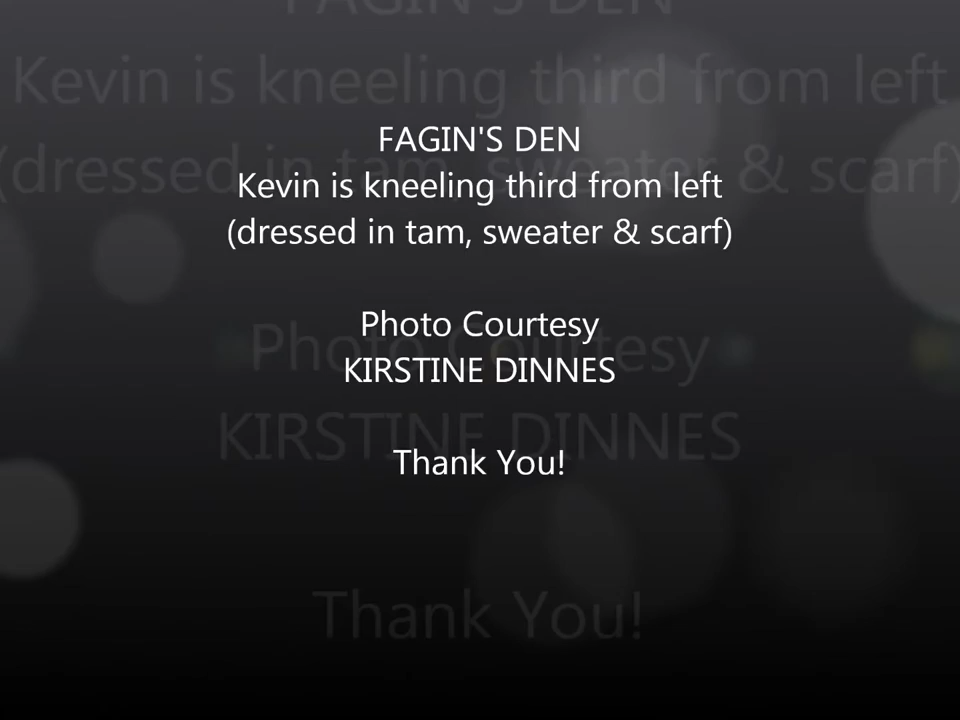 FAGIN'S DEN
Kevin is kneeling third from left
(dressed in tam, sweater & scarf)
Photo Courtesy
KIRSTINE DINNES
Thank You!